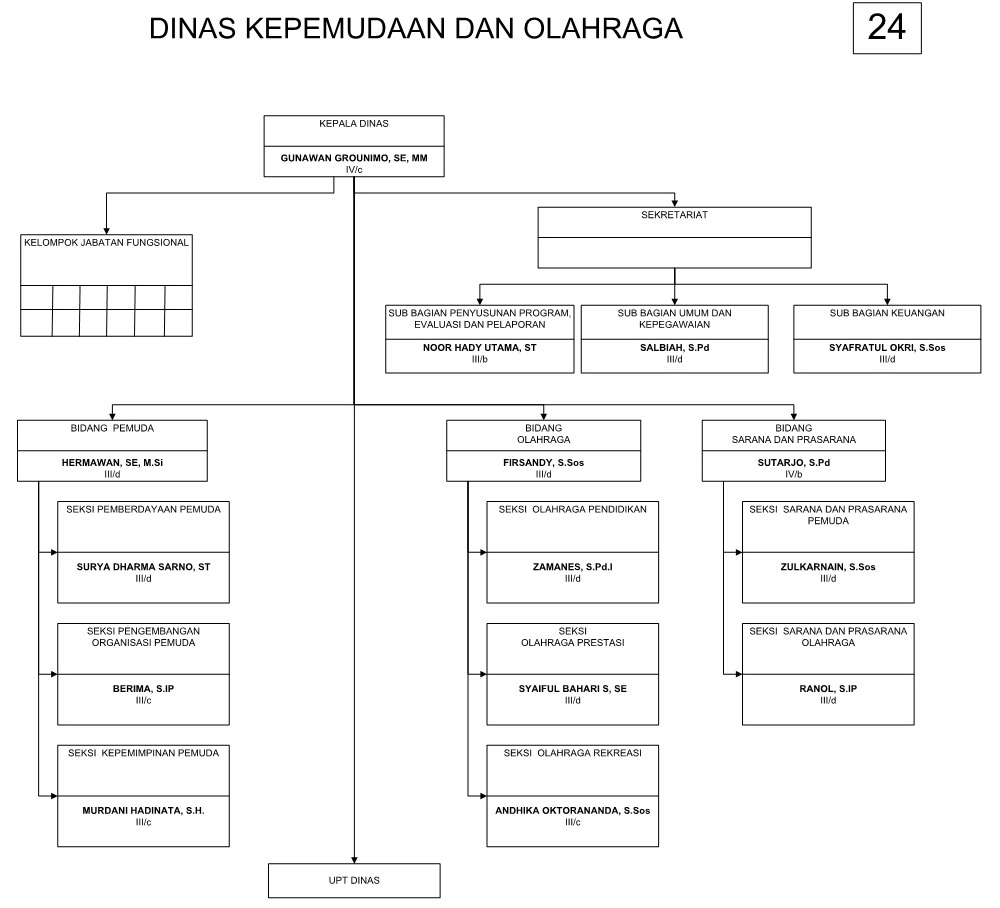 DINAS KEPEMUDAAN DAN OLAHRAGA
24
KEPALA DINAS
GUNAWAN GROUNIMO, SE, MM
IV/c
KELOMPOK JABATAN FUNGSIONAL
SEKRETARIAT
SUB BAGIAN PENYUSUNAN PROGRAM,
EVALUASI DAN PELAPORAN
NOOR HADY UTAMA, ST
III/b
SUB BAGIAN UMUM DAN
KEPEGAWAIAN
SALBIAH, S.Pd
III/d
SUB BAGIAN KEUANGAN
SYAFRATUL OKRI, S.Sos
III/d
BIDANG PEMUDA
HERMAWAN, SE, M.Si
III/d
SEKSI PEMBERDAYAAN PEMUDA
SURYA DHARMA SARNO, ST
III/d
SEKSI PENGEMBANGAN
ORGANISASI PEMUDA
BERIMA, S.IP
III/c
SEKSI KEPEMIMPINAN PEMUDA
MURDANI HADINATA, S.H.
III/c
BIDANG
OLAHRAGA
FIRSANDY, S.Sos
III/d
SEKSI OLAHRAGA PENDIDIKAN
ZAMANES, S.Pd.I
III/d
SEKSI
OLAHRAGA PRESTASI
SYAIFUL BAHARI S, SE
III/d
SEKSI OLAHRAGA REKREASI
ANDHIKA OKTORANANDA, S.Sos
III/c
BIDANG
SARANA DAN PRASARANA
SUTARJO, S.Pd
IV/b
SEKSI SARANA DAN PRASARANA
PEMUDA
ZULKARNAIN, S.Sos
III/d
SEKSI SARANA DAN PRASARANA
OLAHRAGA
RANOL, S.IP
III/d
UPT DINAS